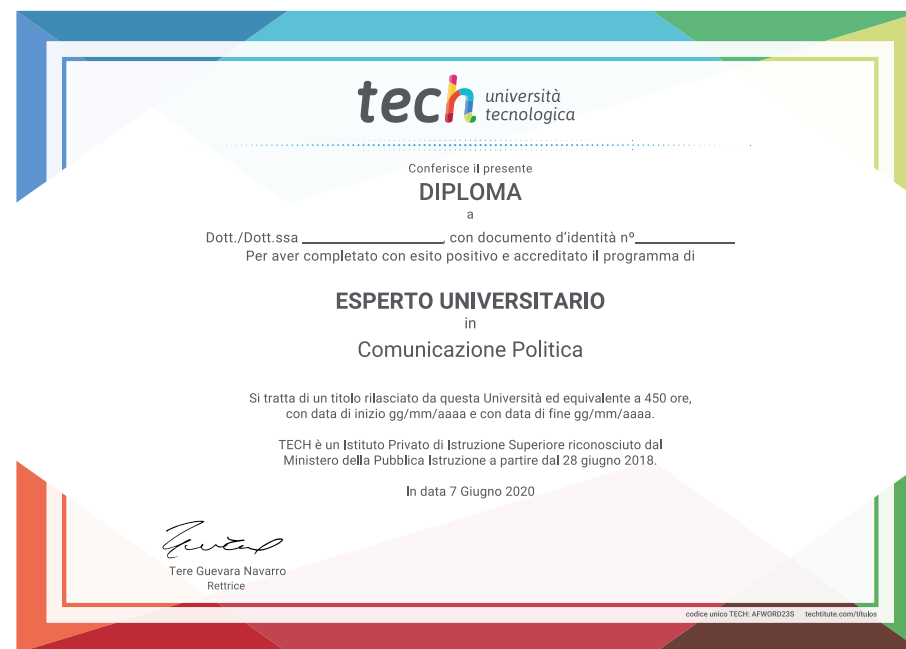 tech università
tecnologica
Conferisce il presente
DIPLOMA
a
Dott./Dott.ssa ____________________, con documento d'identità nº______________
Per aver completato con esito positivo e accreditato il programma di
ESPERTO UNIVERSITARIO
in
Comunicazione Politica
Si tratta di un titolo rilasciato da questa Università ed equivalente a 450 ore,
con data di inizio gg/mm/aaaa e con data di fine gg/mm/aaaa.
TECH è un Istituto Privato di Istruzione Superiore riconosciuto dal
Ministero della Pubblica Istruzione a partire dal 28 giugno 2018.
In data 7 Giugno 2020
Tere Guevara Navarro
Rettrice
codice unico TECH: AFWORD23S techtitute.com/títulos